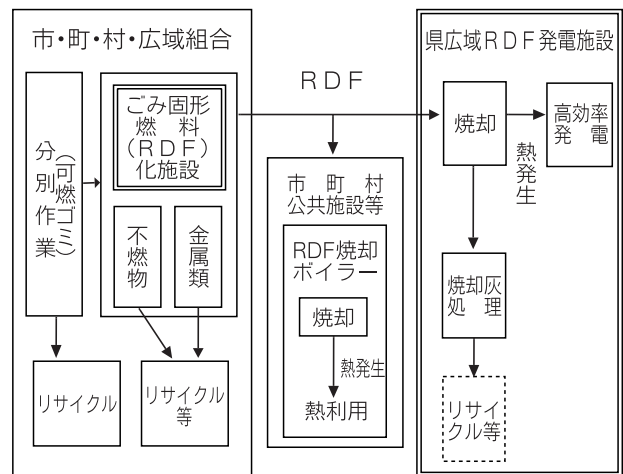 市・町・村・広域組合
分別作業
（可燃ゴミ）
ごみ固形
燃　料
（ＲＤＦ）
化施設
不燃物
金属類
リサイクル
リサイクル
等
ＲＤＦ
市　町　村
公共施設等
RDF焼却
ボイラー
焼却
熱発生
熱利用
県広域ＲＤＦ発電施設
焼却
熱発生
高効率
発　電
焼却灰
処　理
リサイ
クル等